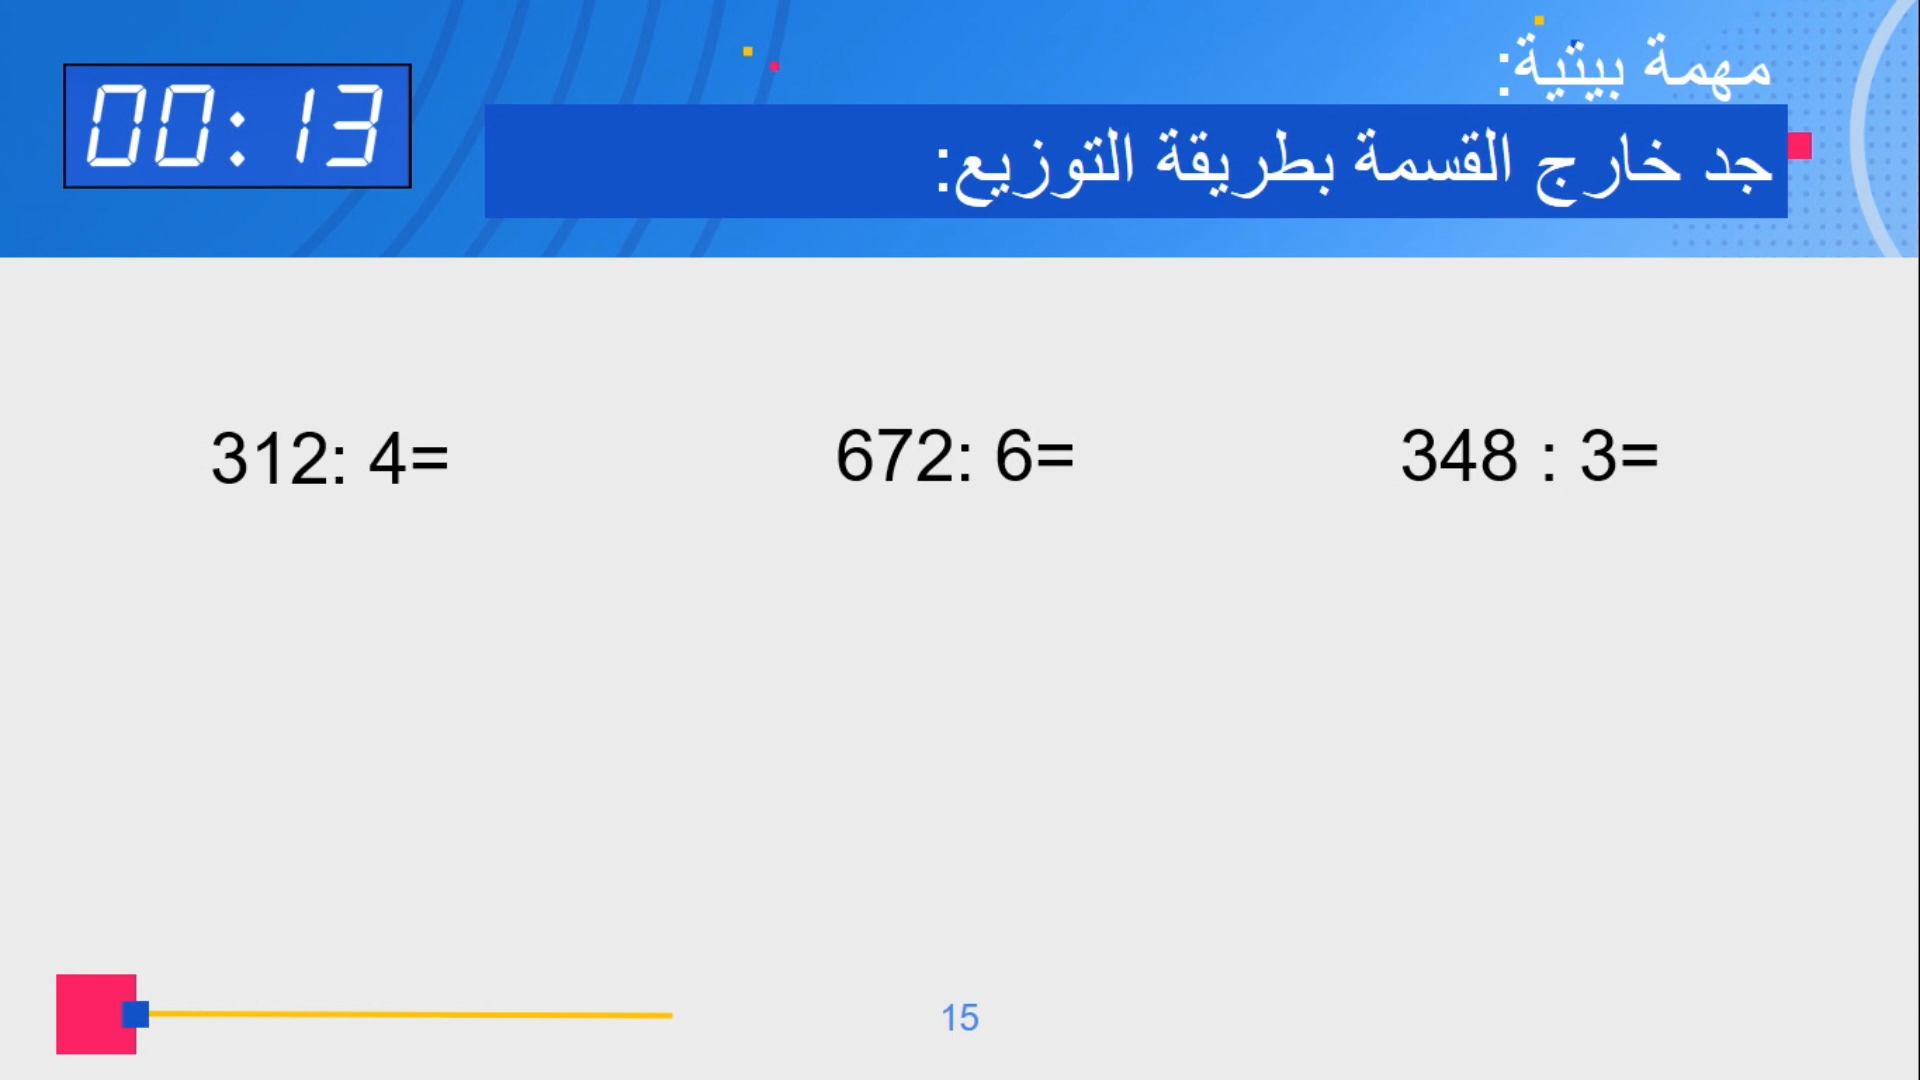 مهمة بيتية:
00:13
جد خارج القسمة بطريقة التوزيع:
348 : 3=
672: 6=
312: 4=
15